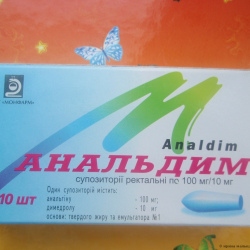 "МОНФАРМ"
Analdim
АНАЛЬДИМ
супозиторії ректальні по 100 мг/10 мг
10 шт
Один супозиторій містить:
анальгіну - 100 мг;
димедролу - 10 мг
основи: твердого жиру та емульгатора №1